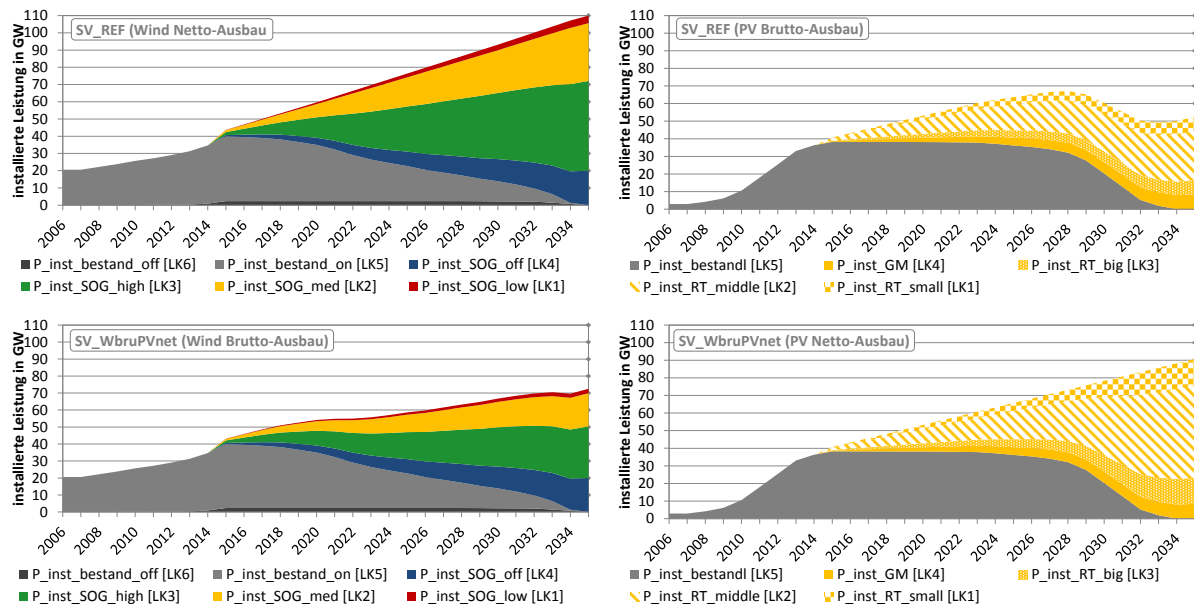 installierte Leistung in GW
SV_REF (Wind Netto-Ausbau
110
100
90
80
70
60
50
40
30
20
10
0
2006 2008 2010 2012 2014 2016 2018 2020 2022 2024 2026 2028 2030 2032 2034
P_inst_bestand_off [LK6] P_inst_bestand_on [LK5] P_inst_SOG_off [LK4]
P_inst_SOG_high [LK3] P_inst_SOG_med [LK2] P_inst_SOG_low [LK1]
installierte Leistung in GW
SV_REF (PV Brutto-Ausbau)
110
100
90
80
70
60
50
40
30
20
10
0
2006 2008 2010 2012 2014 2016 2018 2020 2022 2024 2026 2028 2030 2032 2034
P_inst_bestandl [LK5] P_inst_GM [LK4] P_inst_RT_big [LK3]
P_inst_RT_middle [LK2] P_inst_RT_small [LK1]
installierte Leistung in GW
SV_WbruPVnet (Wind Brutto-Ausbau)
110
100
90
80
70
60
50
40
30
20
10
0
2006 2008 2010 2012 2014 2016 2018 2020 2022 2024 2026 2028 2030 2032 2034
P_inst_bestand_off [LK6] P_inst_bestand_on [LK5] P_inst_SOG_off [LK4]
P_inst_SOG_high [LK3] P_inst_SOG_med [LK2] P_inst_SOG_low [LK1]
installierte Leistung in GW
SV_WbruPVnet (PV Netto-Ausbau)
110
100
90
80
70
60
50
40
30
20
10
0
2006 2008 2010 2012 2014 2016 2018 2020 2022 2024 2026 2028 2030 2032 2034
P_inst_bestandl [LK5] P_inst_GM [LK4] P_inst_RT_big [LK3]
P_inst_RT_middle [LK2] P_inst_RT_small [LK1]